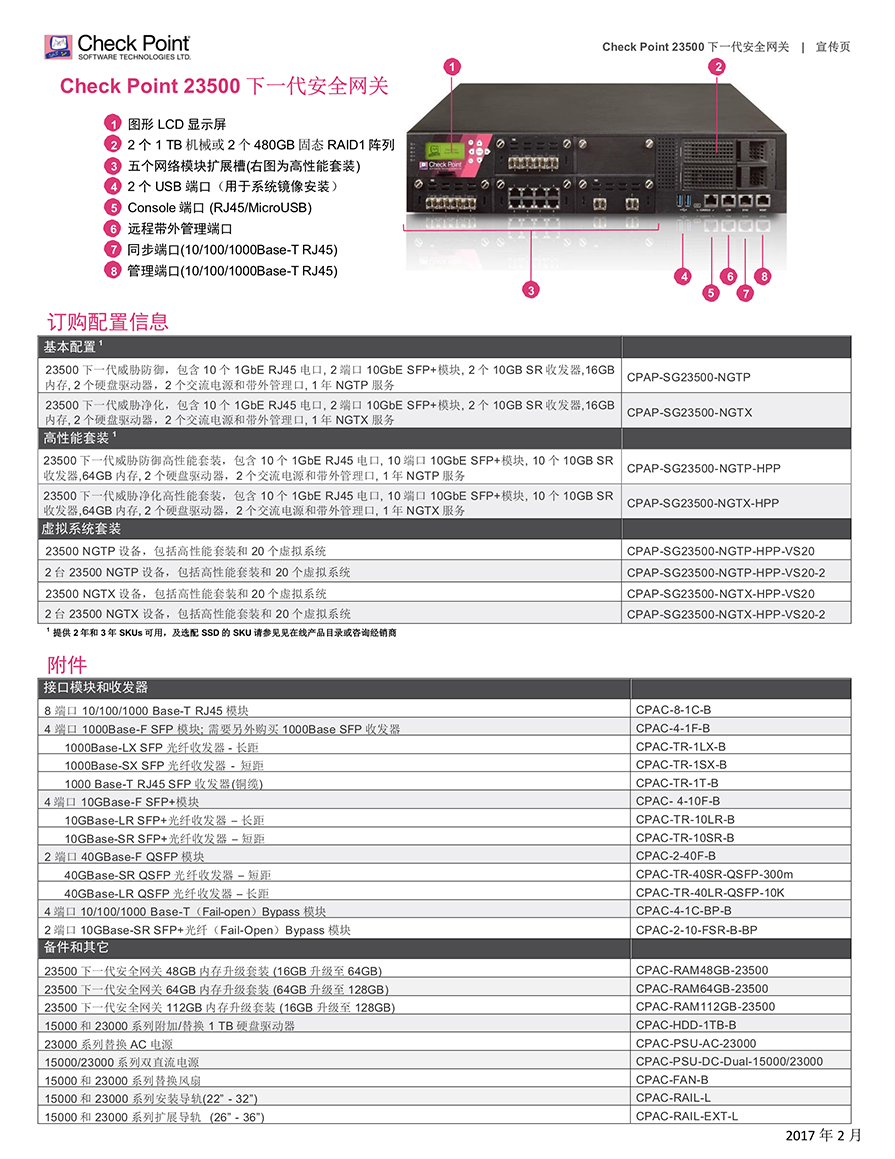 Check Point
SOFTWARE TECHNOLOGIES LTD.
Check Point 23500 下一代安全网关 | 宣传页
Check Point 23500 下一代安全网关
1 图形 LCD 显示屏
2 2 个 1 TB 机械或 2 个 480GB 固态 RAID1 阵列
3 五个网络模块扩展槽(右图为高性能套装)
4 2 个 USB 端口（用于系统镜像安装）
5 Console 端口 (RJ45/MicroUSB)
6 远程带外管理端口
7 同步端口(10/100/1000Base-T RJ45)
8 管理端口(10/100/1000Base-T RJ45)
1
2
Check Point
3
4
5
6
7
8
订购配置信息
基本配置 1
23500 下一代威胁防御，包含 10 个 1GbE RJ45 电口, 2 端口 10GbE SFP+模块, 2 个 10GB SR 收发器,16GB
内存, 2 个硬盘驱动器，2 个交流电源和带外管理口, 1 年 NGTP 服务
CPAP-SG23500-NGTP
23500 下一代威胁净化，包含 10 个 1GbE RJ45 电口, 2 端口 10GbE SFP+模块, 2 个 10GB SR 收发器,16GB
内存, 2 个硬盘驱动器，2 个交流电源和带外管理口, 1 年 NGTX 服务
CPAP-SG23500-NGTX
高性能套装 1
23500 下一代威胁防御高性能套装，包含 10 个 1GbE RJ45 电口, 10 端口 10GbE SFP+模块, 10 个 10GB SR
收发器,64GB 内存, 2 个硬盘驱动器，2 个交流电源和带外管理口, 1 年 NGTP 服务
CPAP-SG23500-NGTP-HPP
23500 下一代威胁净化高性能套装，包含 10 个 1GbE RJ45 电口, 10 端口 10GbE SFP+模块, 10 个 10GB SR
收发器,64GB 内存, 2 个硬盘驱动器，2 个交流电源和带外管理口, 1 年 NGTX 服务
CPAP-SG23500-NGTX-HPP
虚拟系统套装
23500 NGTP 设备，包括高性能套装和 20 个虚拟系统 CPAP-SG23500-NGTP-HPP-VS20
2 台 23500 NGTP 设备，包括高性能套装和 20 个虚拟系统 CPAP-SG23500-NGTP-HPP-VS20-2
23500 NGTX 设备，包括高性能套装和 20 个虚拟系统 CPAP-SG23500-NGTX-HPP-VS20
2 台 23500 NGTX 设备，包括高性能套装和 20 个虚拟系统 CPAP-SG23500-NGTX-HPP-VS20-2
1 提供 2 年和 3 年 SKUs 可用，及选配 SSD 的 SKU 请参见见在线产品目录或咨询经销商
附件
接口模块和收发器
8 端口 10/100/1000 Base-T RJ45 模块 CPAC-8-1C-B
4 端口 1000Base-F SFP 模块; 需要另外购买 1000Base SFP 收发器 CPAC-4-1F-B
1000Base-LX SFP 光纤收发器 - 长距 CPAC-TR-1LX-B
1000Base-SX SFP 光纤收发器 - 短距 CPAC-TR-1SX-B
1000 Base-T RJ45 SFP 收发器(铜缆) CPAC-TR-1T-B
4 端口 10GBase-F SFP+模块 CPAC- 4-10F-B
10GBase-LR SFP+光纤收发器 – 长距 CPAC-TR-10LR-B
10GBase-SR SFP+光纤收发器 – 短距 CPAC-TR-10SR-B
2 端口 40GBase-F QSFP 模块 CPAC-2-40F-B
40GBase-SR QSFP 光纤收发器 – 短距 CPAC-TR-40SR-QSFP-300m
40GBase-LR QSFP 光纤收发器 – 长距 CPAC-TR-40LR-QSFP-10K
4 端口 10/100/1000 Base-T（Fail-open）Bypass 模块 CPAC-4-1C-BP-B
2 端口 10GBase-SR SFP+光纤（Fail-Open）Bypass 模块 CPAC-2-10-FSR-B-BP
备件和其它
23500 下一代安全网关 48GB 内存升级套装 (16GB 升级至 64GB) CPAC-RAM48GB-23500
23500 下一代安全网关 64GB 内存升级套装 (64GB 升级至 128GB) CPAC-RAM64GB-23500
23500 下一代安全网关 112GB 内存升级套装 (16GB 升级至 128GB) CPAC-RAM112GB-23500
15000 和 23000 系列附加/替换 1 TB 硬盘驱动器 CPAC-HDD-1TB-B
23000 系列替换 AC 电源 CPAC-PSU-AC-23000
15000/23000 系列双直流电源 CPAC-PSU-DC-Dual-15000/23000
15000 和 23000 系列替换风扇 CPAC-FAN-B
15000 和 23000 系列安装导轨(22” - 32”) CPAC-RAIL-L
15000 和 23000 系列扩展导轨 (26” - 36”) CPAC-RAIL-EXT-L
2017 年 2 月